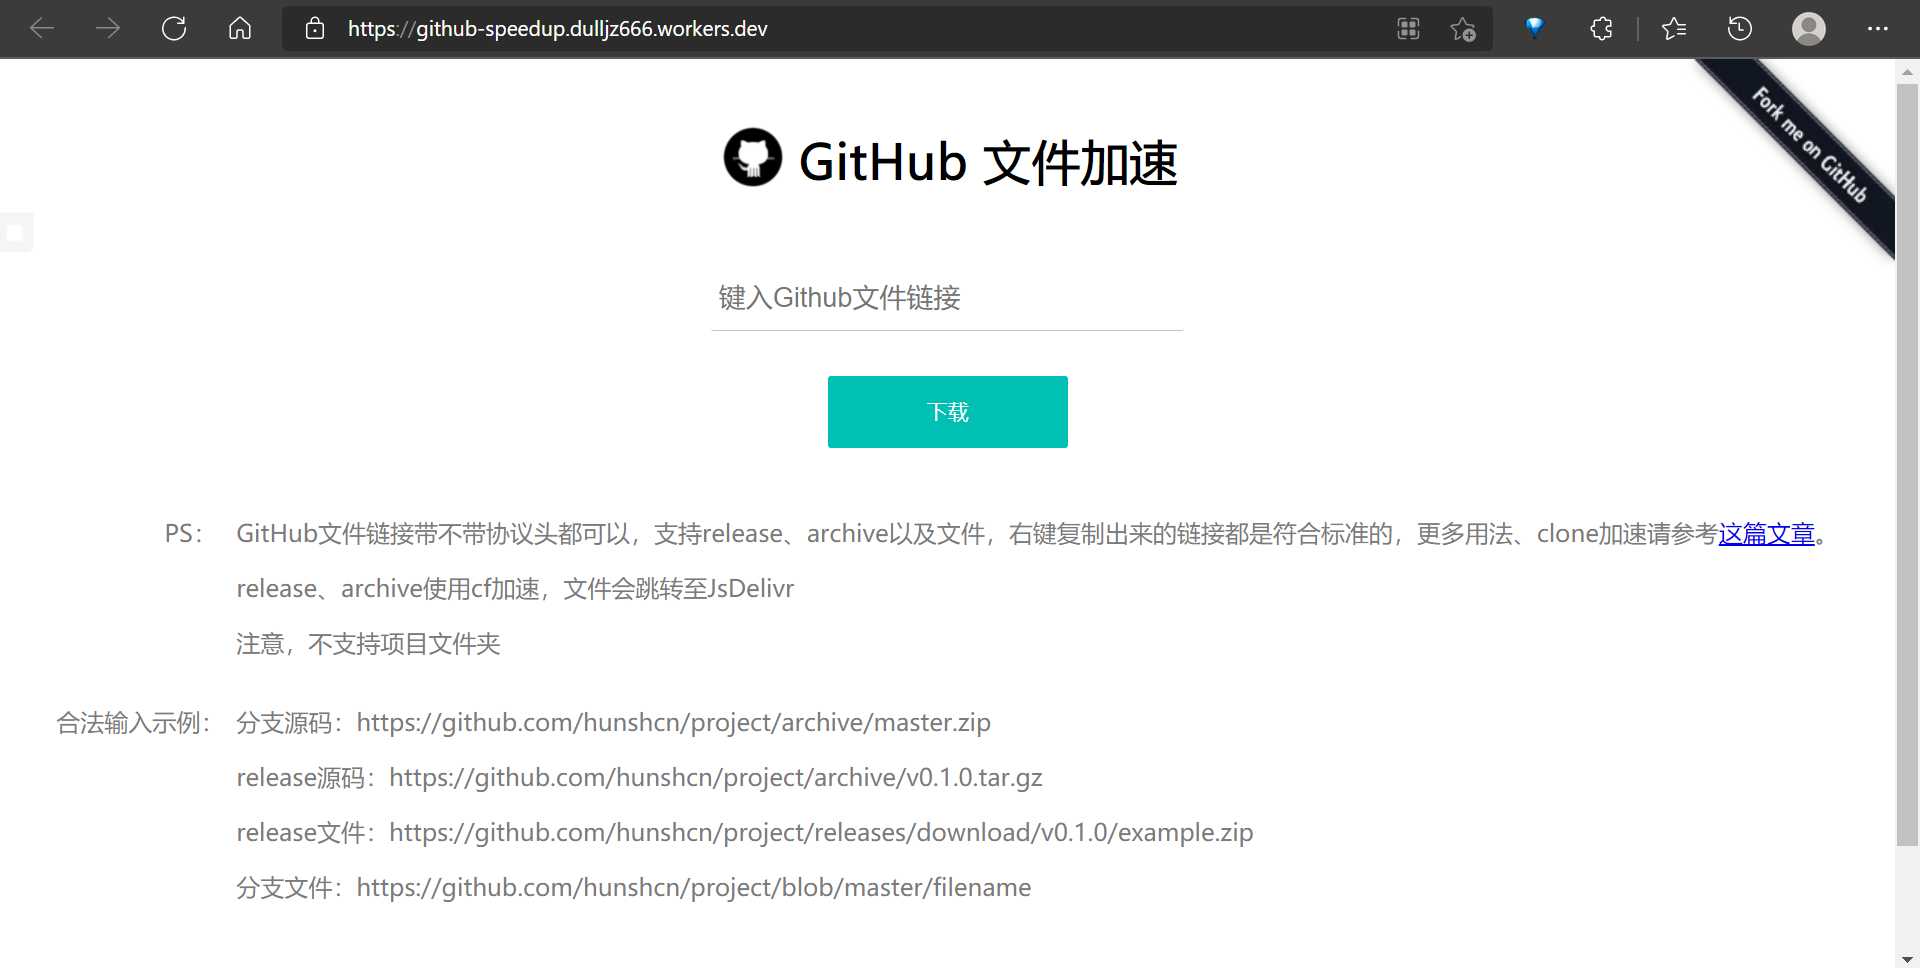 https://github-speedup.dulljz666.workers.dev
Fork me on GitHub
GitHub 文件加速
键入Github文件链接
下载
PS： GitHub文件链接带不带协议头都可以，支持release、archive以及文件，右键复制出来的链接都是符合标准的，更多用法、clone加速请参考这篇文章。
release、archive使用cf加速，文件会跳转至JsDelivr
注意，不支持项目文件夹
合法输入示例： 分支源码：https://github.com/hunshcn/project/archive/master.zip
release源码：https://github.com/hunshcn/project/archive/v0.1.0.tar.gz
release文件：https://github.com/hunshcn/project/releases/download/v0.1.0/example.zip
分支文件：https://github.com/hunshcn/project/blob/master/filename